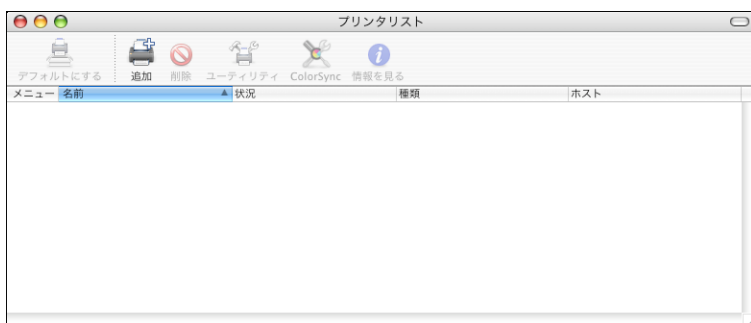 プリンタリスト
デフォルトにする 追加 削除 ユーティリティ ColorSync 情報を見る
メニュー 名前 状況 種類 ホスト